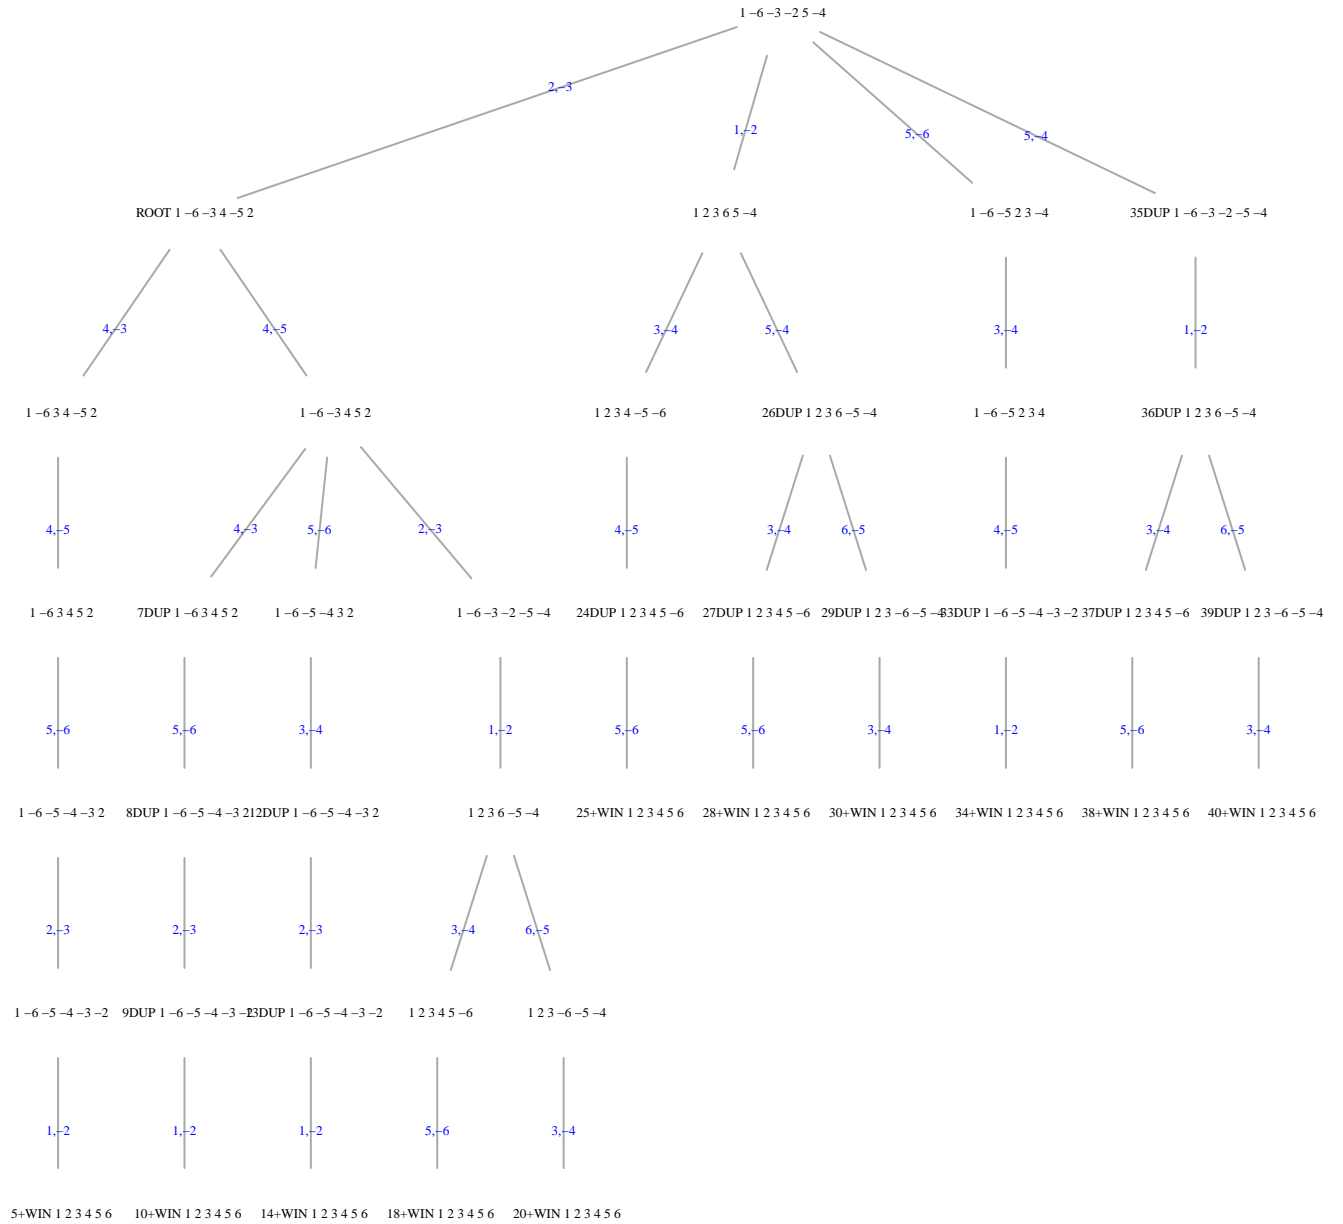 1 −6 −3 −2 5 −4
2,−3
1,−2
5,−6
5,−4
ROOT 1 −6 −3 4 −5 2
1 2 3 6 5 −4
1 −6 −5 2 3 −4
35DUP 1 −6 −3 −2 −5 −4
4,−3
4,−5
3,−4
5,−4
3,−4
1,−2
1 −6 3 4 −5 2
1 −6 −3 4 5 2
1 2 3 4 −5 −6
26DUP 1 2 3 6 −5 −4
1 −6 −5 2 3 4
36DUP 1 2 3 6 −5 −4
4,−5
4,−3
5,−6
2,−3
4,−5
3,−4
6,−5
4,−5
3,−4
6,−5
1 −6 3 4 5 2
7DUP 1 −6 3 4 5 2
1 −6 −5 −4 3 2
1 −6 −3 −2 −5 −4
24DUP 1 2 3 4 5 −6
27DUP 1 2 3 4 5 −6
29DUP 1 2 3 −6 −5 −4
33DUP 1 −6 −5 −4 −3 −2
37DUP 1 2 3 4 5 −6
39DUP 1 2 3 −6 −5 −4
5,−6
5,−6
3,−4
1,−2
5,−6
5,−6
3,−4
1,−2
5,−6
3,−4
1 −6 −5 −4 −3 2
8DUP 1 −6 −5 −4 −3 2
12DUP 1 −6 −5 −4 −3 2
1 2 3 6 −5 −4
25+WIN 1 2 3 4 5 6
28+WIN 1 2 3 4 5 6
30+WIN 1 2 3 4 5 6
34+WIN 1 2 3 4 5 6
38+WIN 1 2 3 4 5 6
40+WIN 1 2 3 4 5 6
2,−3
2,−3
2,−3
3,−4
6,−5
1 −6 −5 −4 −3 −2
9DUP 1 −6 −5 −4 −3 −2
13DUP 1 −6 −5 −4 −3 −2
1 2 3 4 5 −6
1 2 3 −6 −5 −4
1,−2
1,−2
1,−2
5,−6
3,−4
5+WIN 1 2 3 4 5 6
10+WIN 1 2 3 4 5 6
14+WIN 1 2 3 4 5 6
18+WIN 1 2 3 4 5 6
20+WIN 1 2 3 4 5 6